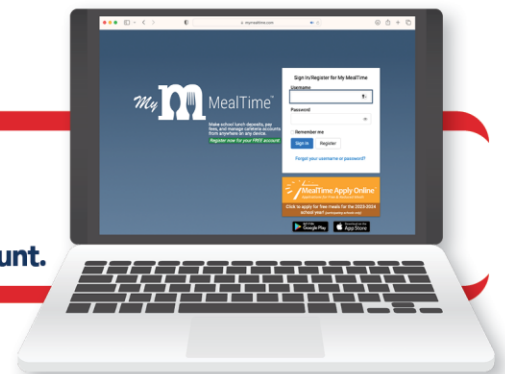 mymealtime.com
My m MealTime™
Make school lunch deposits, pay
fees, and manage cafeteria accounts
from anywhere on any device.
Register now for your FREE account!
Sign In/Register for My MealTime
Username
Password
Remember me
Sign In
Register
Forgot your username or password?
MealTime Apply Online™
Click to apply for free meals for the 2023-2024
school year!
Google Play
App Store
unt.